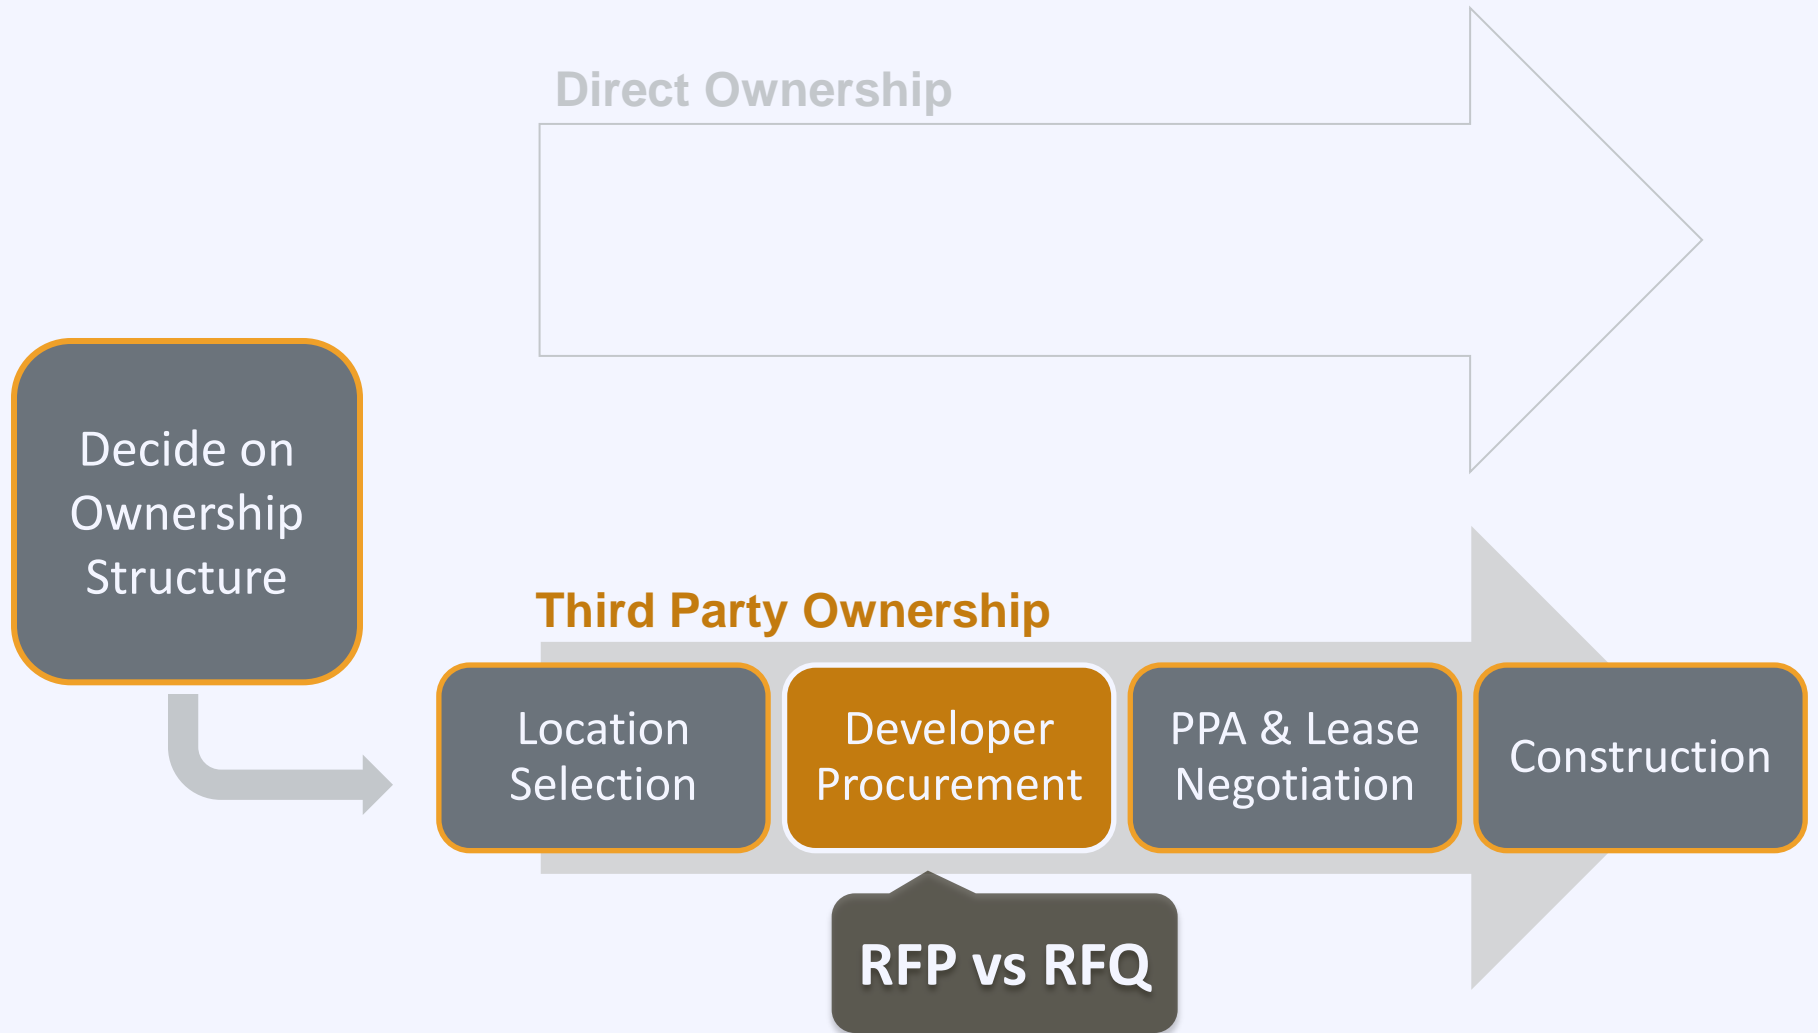 Direct Ownership
Decide on
Ownership
Structure
Third Party Ownership
Location
Selection
Developer
Procurement
PPA & Lease
Negotiation
Construction
RFP vs RFQ